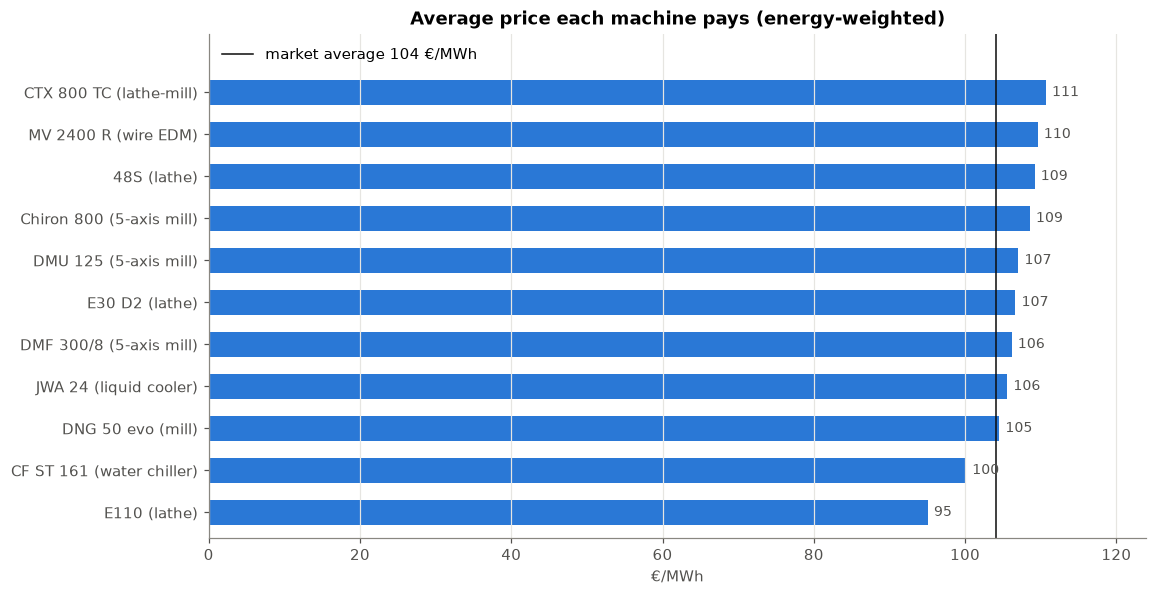 Average price each machine pays (energy-weighted)
market average 104 €/MWh
CTX 800 TC (lathe-mill) 111
MV 2400 R (wire EDM) 110
48S (lathe) 109
Chiron 800 (5-axis mill) 109
DMU 125 (5-axis mill) 107
E30 D2 (lathe) 107
DMF 300/8 (5-axis mill) 106
JWA 24 (liquid cooler) 106
DNG 50 evo (mill) 105
CF ST 161 (water chiller) 100
E110 (lathe) 95
0 20 40 60 80 100 120
€/MWh